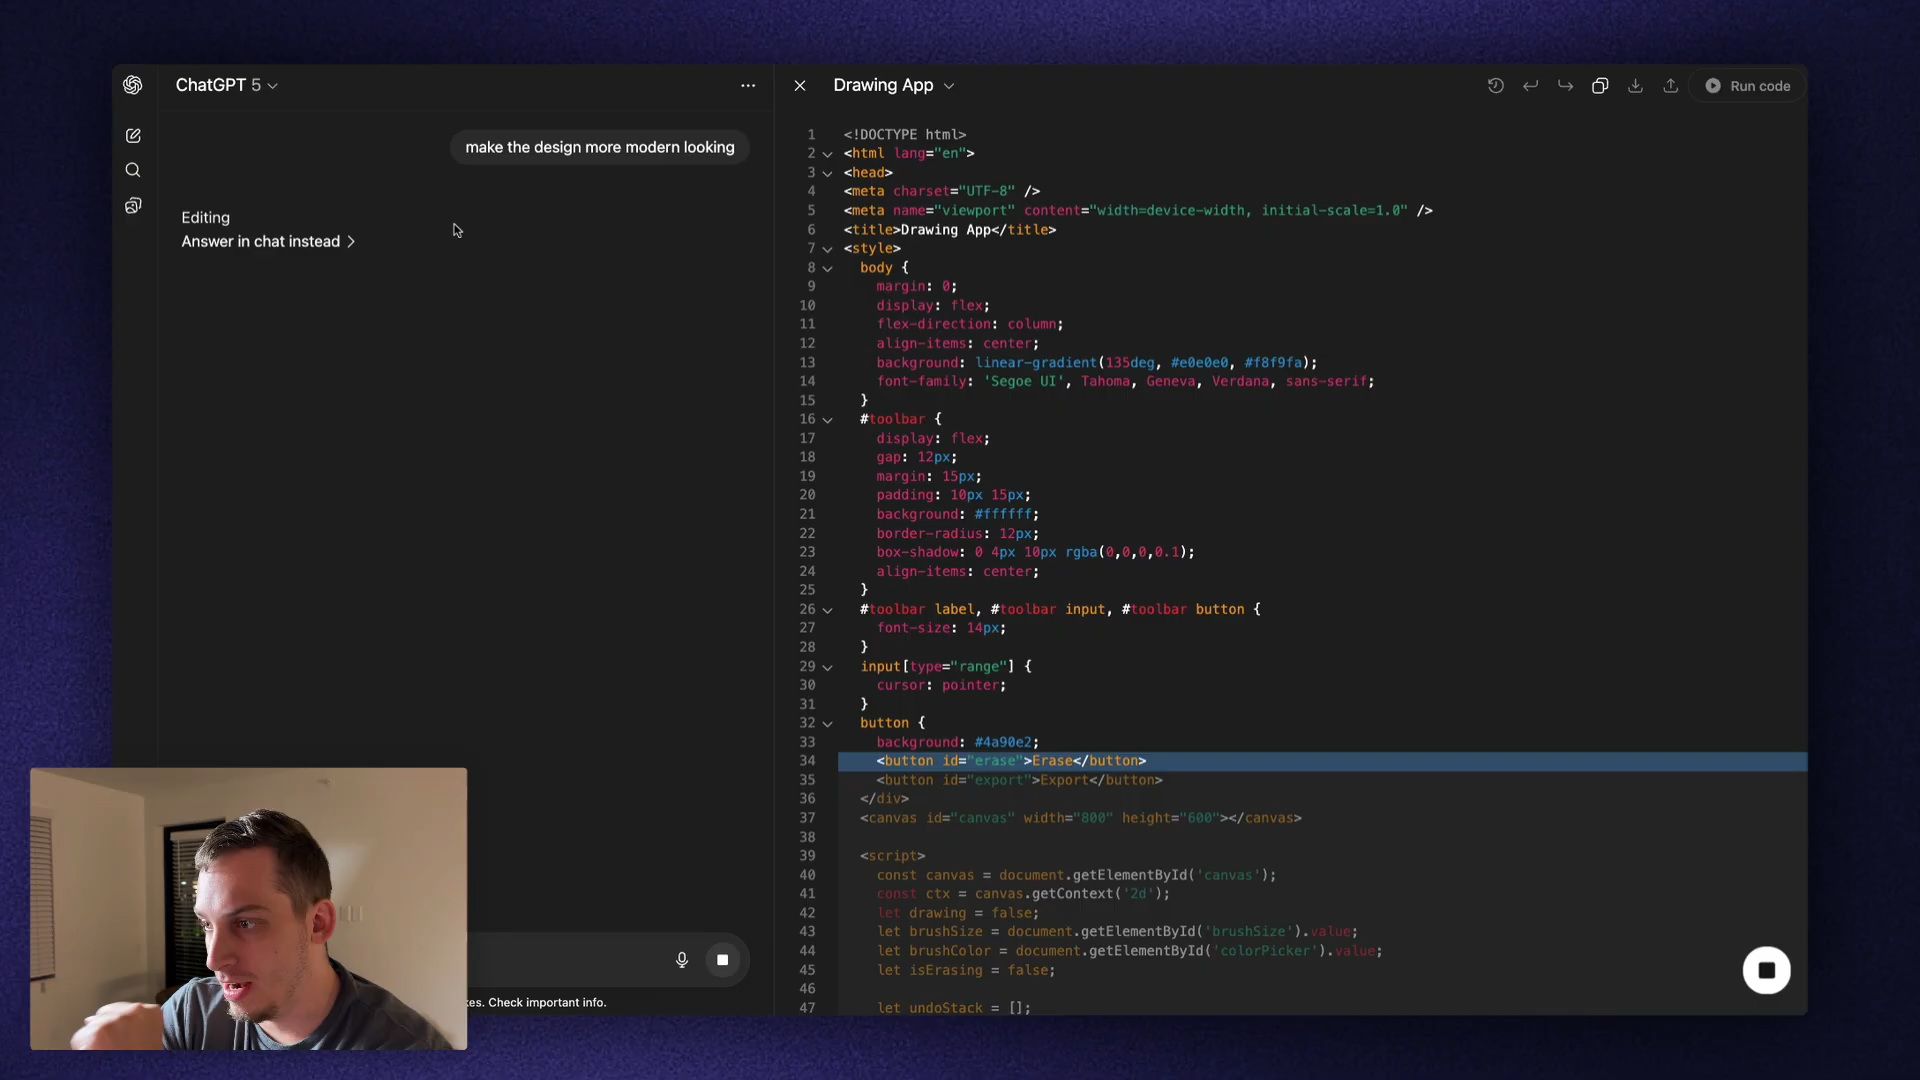 ChatGPT 5
make the design more modern looking
Editing
Answer in chat instead
kes. Check important info.
Drawing App
Run code
1 <!DOCTYPE html>
2 <html lang="en">
3 <head>
4 <meta charset="UTF-8" />
5 <meta name="viewport" content="width=device-width, initial-scale=1.0" />
6 <title>Drawing App</title>
7 <style>
8 body {
9 margin: 0;
10 display: flex;
11 flex-direction: column;
12 align-items: center;
13 background: linear-gradient(135deg, #e0e0e0, #f8f9fa);
14 font-family: 'Segoe UI', Tahoma, Geneva, Verdana, sans-serif;
15 }
16 #toolbar {
17 display: flex;
18 gap: 12px;
19 margin: 15px;
20 padding: 10px 15px;
21 background: #ffffff;
22 border-radius: 12px;
23 box-shadow: 0 4px 10px rgba(0,0,0,0.1);
24 align-items: center;
25 }
26 #toolbar label, #toolbar input, #toolbar button {
27 font-size: 14px;
28 }
29 input[type="range"] {
30 cursor: pointer;
31 }
32 button {
33 background: #4a90e2;
34 <button id="erase">Erase</button>
35 <button id="export">Export</button>
36 </div>
37 <canvas id="canvas" width="800" height="600"></canvas>
38
39 <script>
40 const canvas = document.getElementById('canvas');
41 const ctx = canvas.getContext('2d');
42 let drawing = false;
43 let brushSize = document.getElementById('brushSize').value;
44 let brushColor = document.getElementById('colorPicker').value;
45 let isErasing = false;
46
47 let undoStack = [];